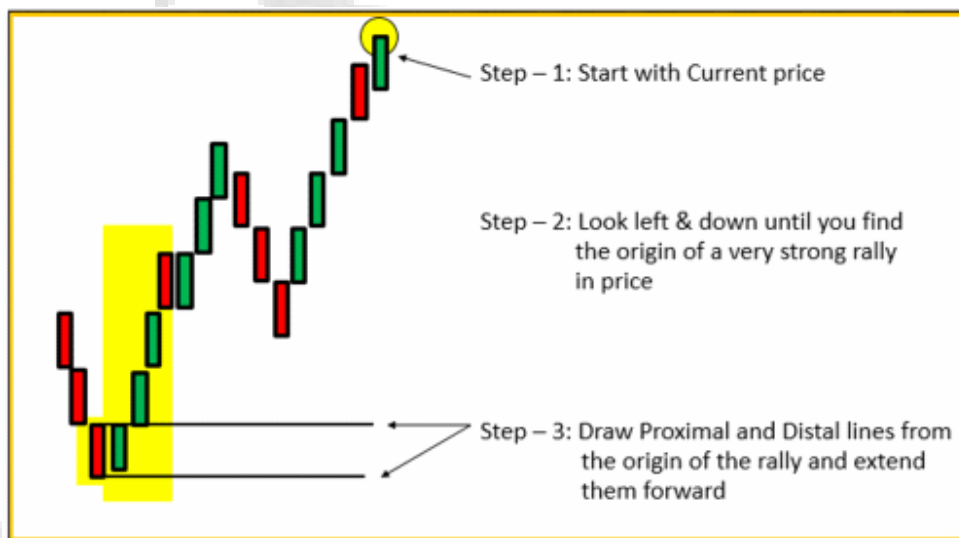 Step – 1: Start with Current price
Step – 2: Look left & down until you find
the origin of a very strong rally
in price
Step – 3: Draw Proximal and Distal lines from
the origin of the rally and extend
them forward